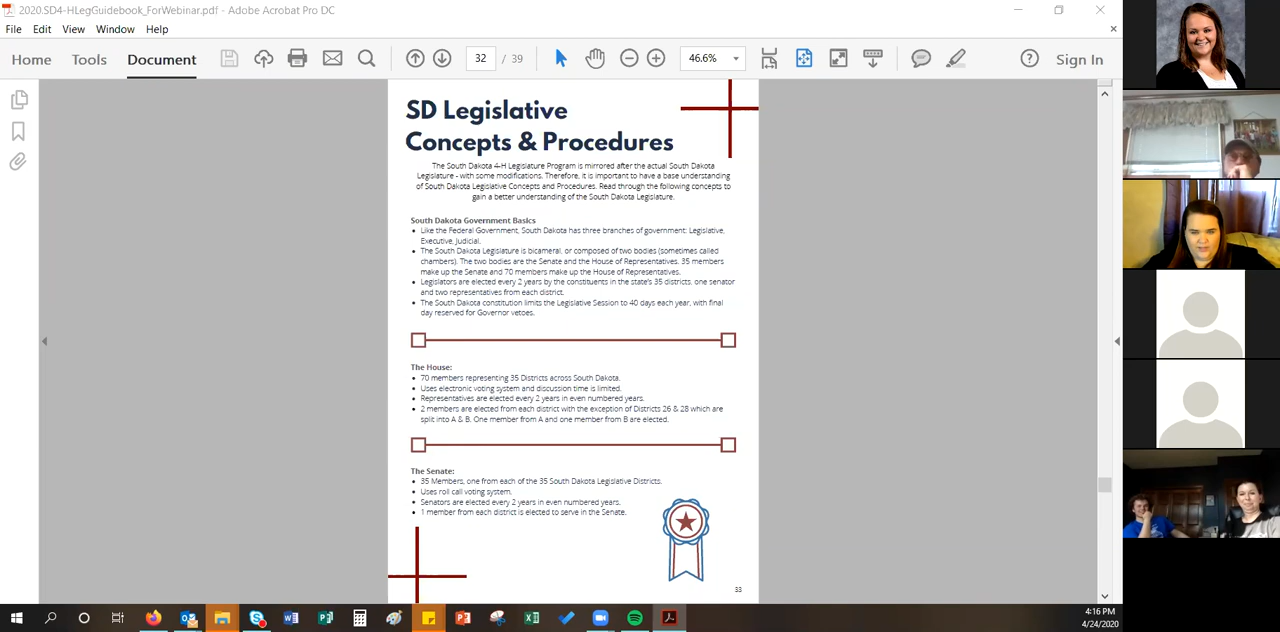 2020.SD4-HLegGuidebook_ForWebinar.pdf - Adobe Acrobat Pro DC
File Edit View Window Help
Home Tools Document 32 / 39 46.6% Sign In
SD Legislative
Concepts & Procedures
The South Dakota 4-H Legislature Program is mirrored after the actual South Dakota
Legislature - with some modifications. Therefore, it is important to have a base understanding
of South Dakota Legislative Concepts and Procedures. Read through the following concepts to
gain a better understanding of the South Dakota Legislature.
South Dakota Government Basics
• Like the Federal Government, South Dakota has three branches of government: Legislative,
Executive, Judicial.
• The South Dakota Legislature is bicameral, or composed of two bodies (sometimes called
chambers). The two bodies are the Senate and the House of Representatives. 35 members
make up the Senate and 70 members make up the House of Representatives.
• Legislators are elected every 2 years by the constituents in the state's 35 districts, one senator
and two representatives from each district.
• The South Dakota constitution limits the Legislative Session to 40 days each year, with final
day reserved for Governor vetoes.
The House:
• 70 members representing 35 Districts across South Dakota.
• Uses electronic voting system and discussion time is limited.
• Representatives are elected every 2 years in even numbered years.
• 2 members are elected from each district with the exception of Districts 26 & 28 which are
split into A & B. One member from A and one member from B are elected.
The Senate:
• 35 Members, one from each of the 35 South Dakota Legislative Districts.
• Uses roll call voting system.
• Senators are elected every 2 years in even numbered years.
• 1 member from each district is elected to serve in the Senate.
33
4:16 PM
4/24/2020